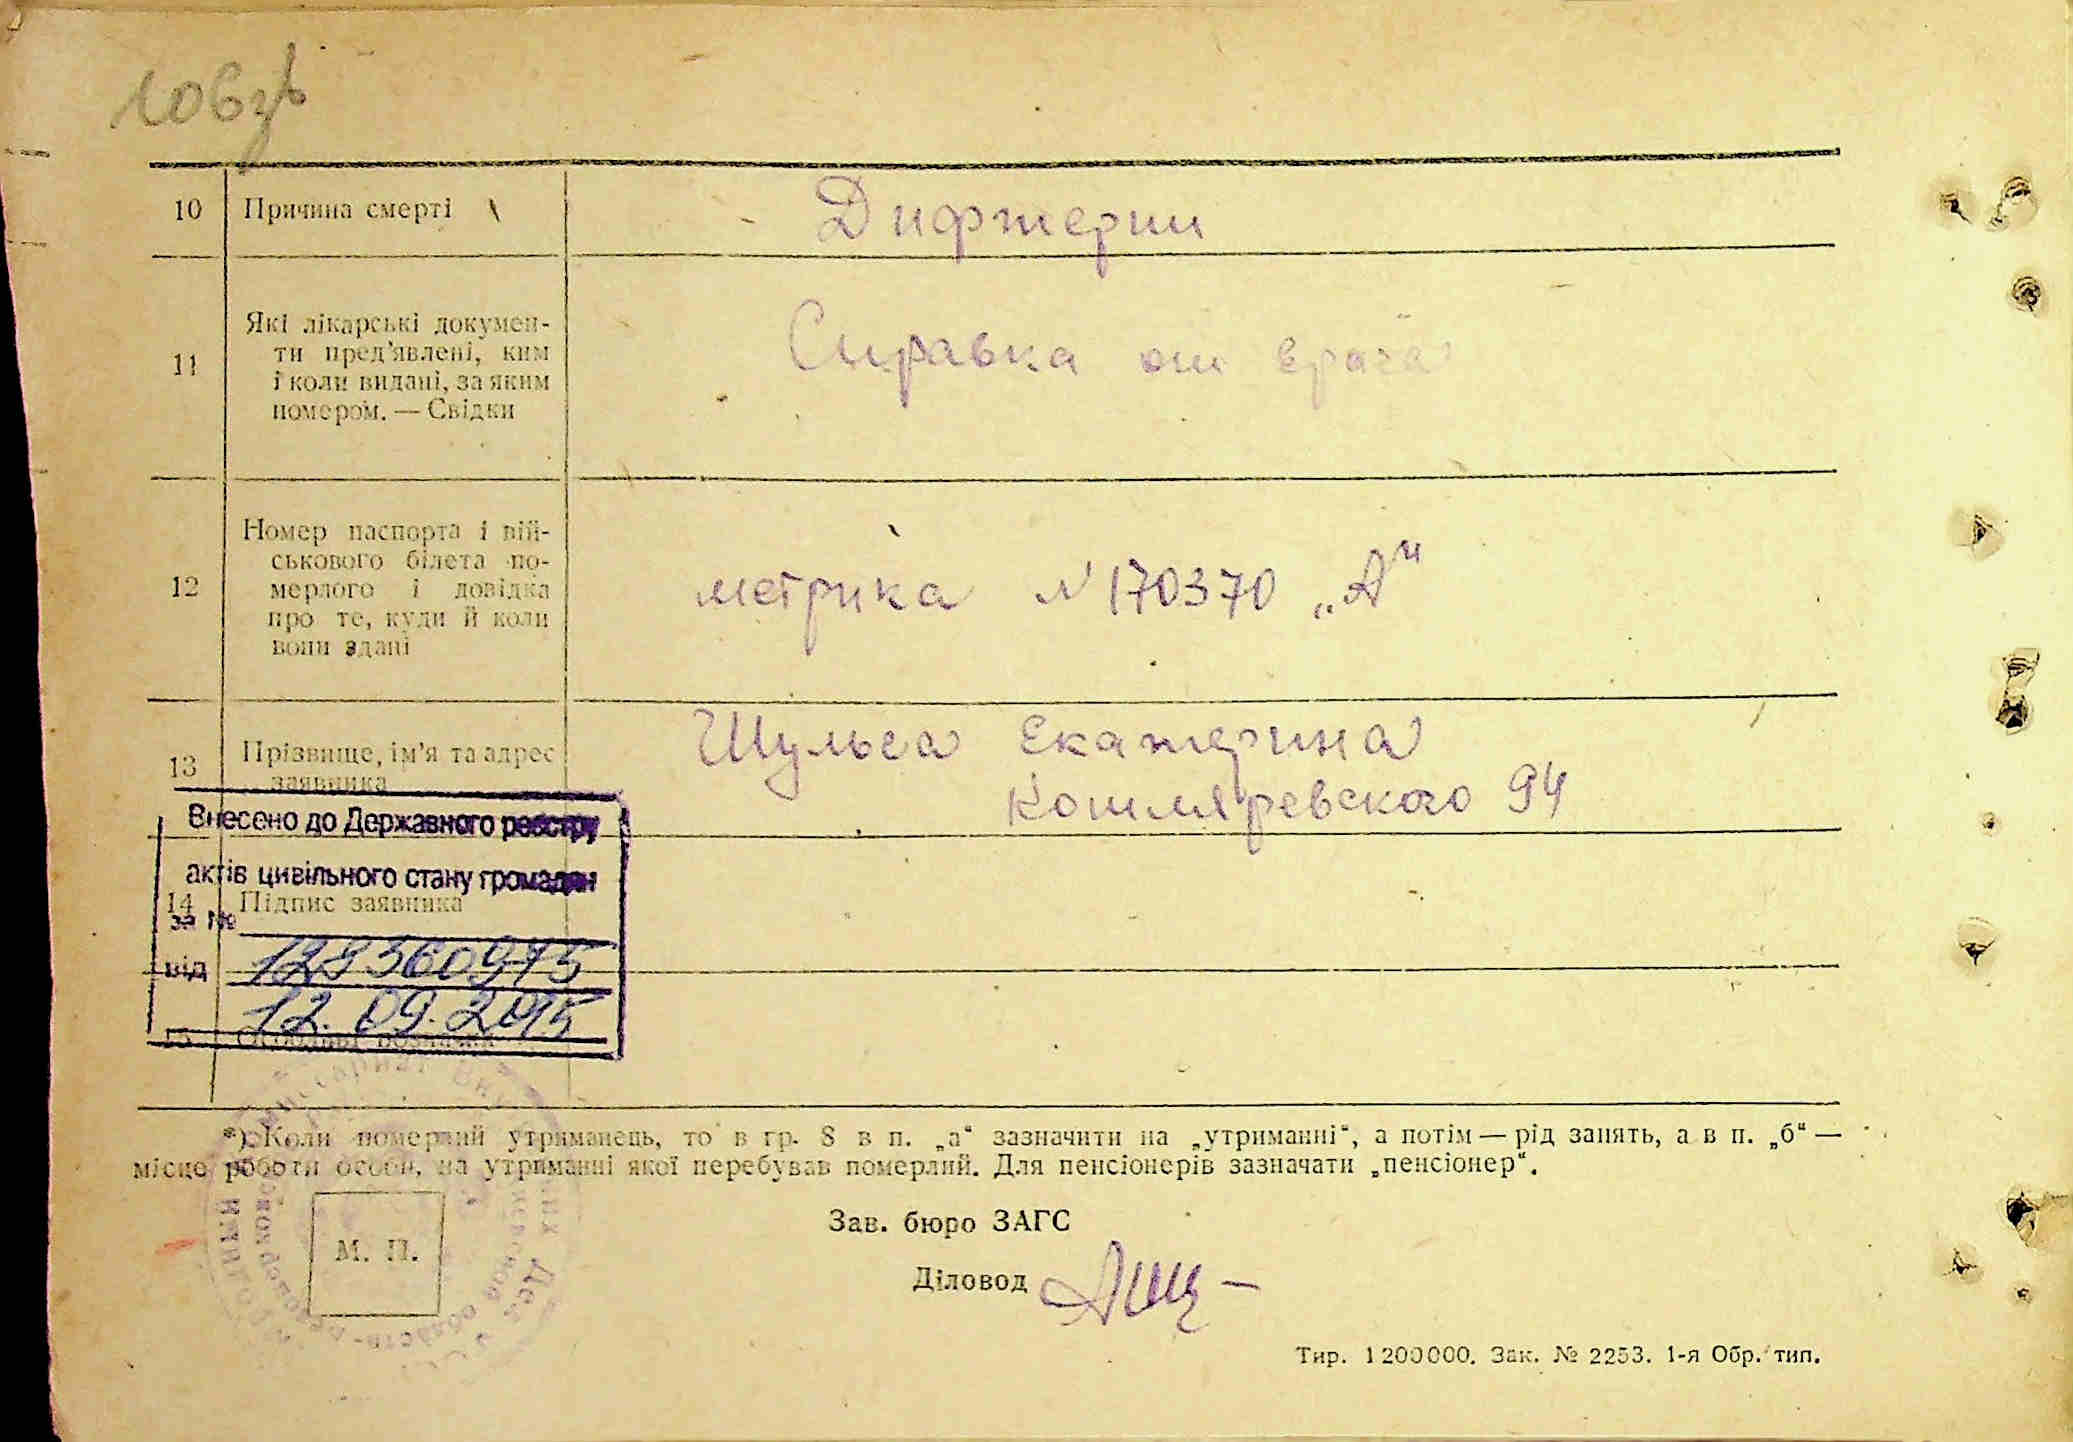 10 Причина смерті
Дифтерии
11 Які лікарські докумен-
ти пред'явлені, ким
і коли видані, за яким
номером. — Свідки
Справка от врача
12 Номер паспорта і вій-
ськового білета по-
мерлого і довідка
про те, куди й коли
вони здані
метрика N 170370 „А"
13 Прізвище, ім'я та адрес
заявника
Шульга Екатерина
Котляревского 94
Внесено до Державного реєстру
актів цивільного стану громадян
14 Підпис заявника
за №
128360945
від
12.09.2015
15 Особливі
*) Коли померлий утриманець, то в гр. 8 в п. „а“ зазначити на „утриманні“, а потім — рід занять, а в п. „б“ —
місце роботи особи, на утриманні якої перебував померлий. Для пенсіонерів зазначати „пенсіонер“.
М. П.
Зав. бюро ЗАГС
Діловод
Тир. 1200000. Зак. № 2253. 1-я Обр. тип.